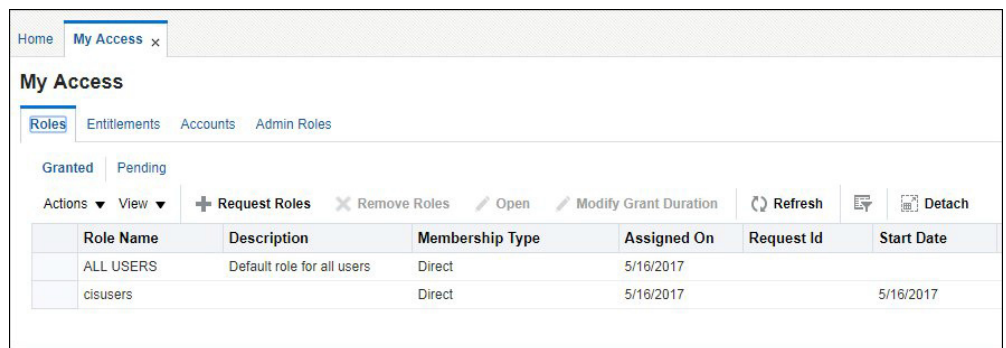 Home My Access x
My Access
Roles Entitlements Accounts Admin Roles
Granted Pending
Actions View Request Roles Remove Roles Open Modify Grant Duration Refresh Detach
Role Name Description Membership Type Assigned On Request Id Start Date
ALL USERS Default role for all users Direct 5/16/2017
cisusers Direct 5/16/2017 5/16/2017